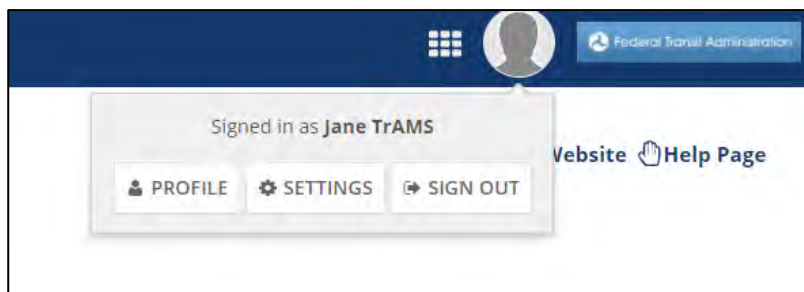 Federal Transit Administration
Signed in as Jane TrAMS
Website Help Page
PROFILE SETTINGS SIGN OUT